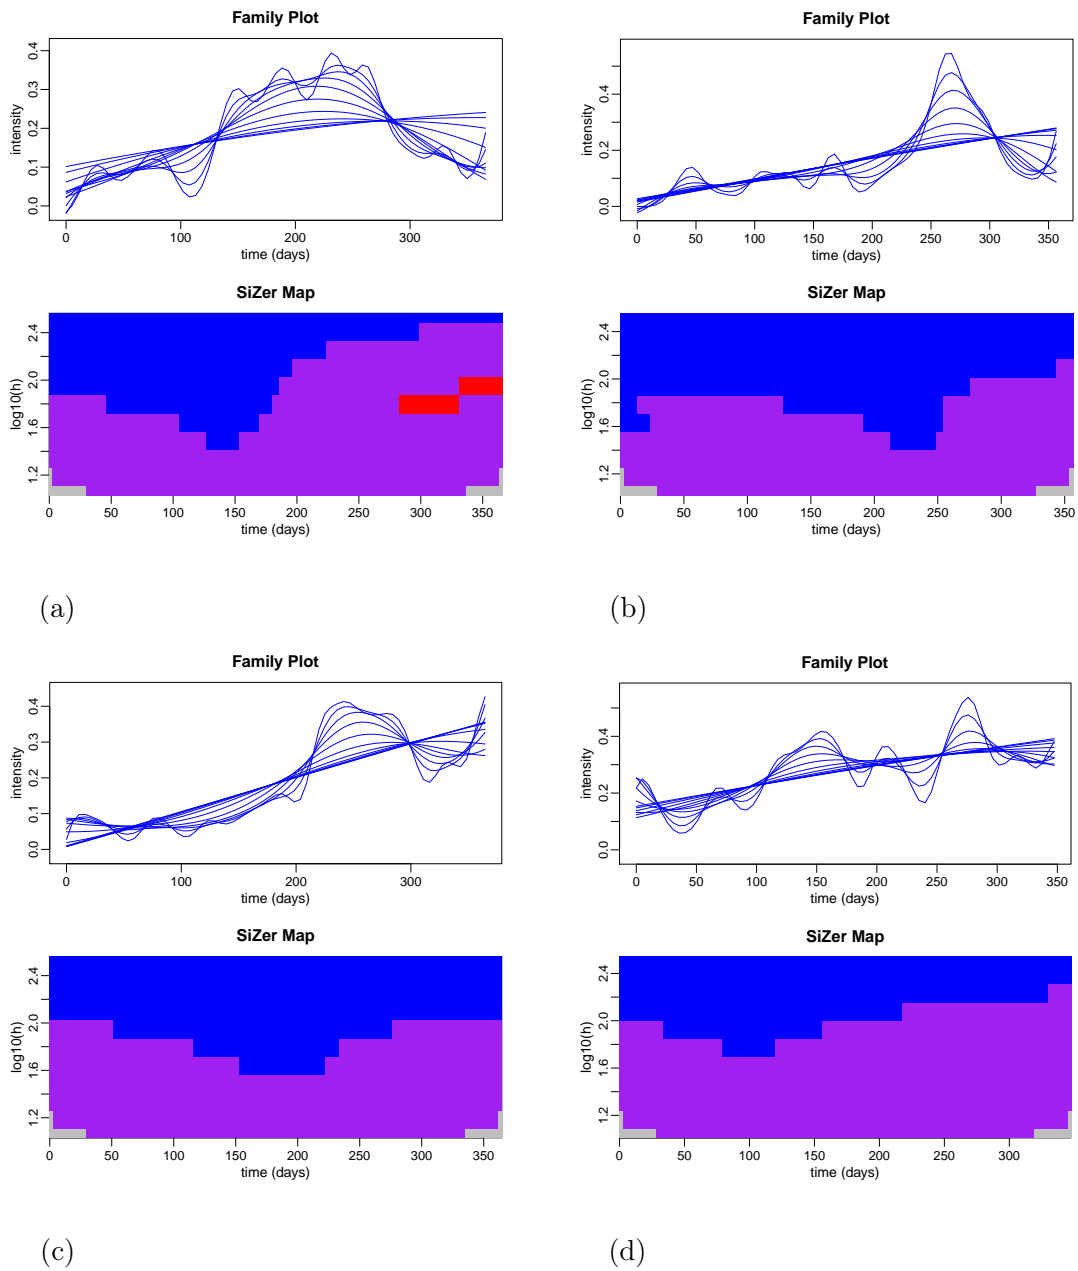 Family Plot
intensity
0.0 0.1 0.2 0.3 0.4
0 100 200 300
time (days)
SiZer Map
log10(h)
1.2 1.6 2.0 2.4
0 50 100 150 200 250 300 350
time (days)
(a)
Family Plot
intensity
0.0 0.2 0.4
0 50 100 150 200 250 300 350
time (days)
SiZer Map
log10(h)
1.2 1.6 2.0 2.4
0 50 100 150 200 250 300 350
time (days)
(b)
Family Plot
intensity
0.0 0.1 0.2 0.3 0.4
0 100 200 300
time (days)
SiZer Map
log10(h)
1.2 1.6 2.0 2.4
0 50 100 150 200 250 300 350
time (days)
(c)
Family Plot
intensity
0.0 0.2 0.4
0 50 100 150 200 250 300 350
time (days)
SiZer Map
log10(h)
1.2 1.6 2.0 2.4
0 50 100 150 200 250 300
time (days)
(d)